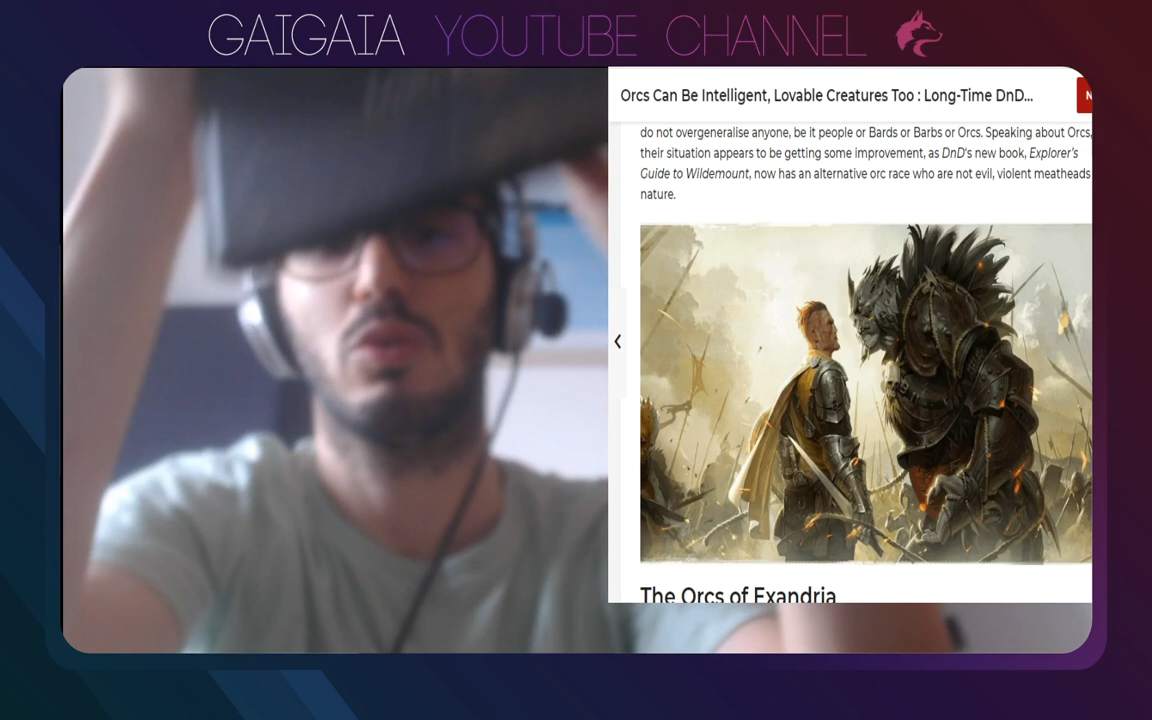 GAIGAIA YOUTUBE CHANNEL
Orcs Can Be Intelligent, Lovable Creatures Too : Long-Time DnD...
N
do not overgeneralise anyone, be it people or Bards or Barbs or Orcs. Speaking about Orcs,
their situation appears to be getting some improvement, as DnD's new book, Explorer's
Guide to Wildemount, now has an alternative orc race who are not evil, violent meatheads
nature.
The Orcs of Exandria